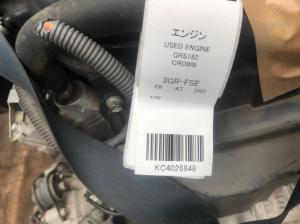 エンジン
USED ENGINE
GRS182
CROWN
3GR-FSE
FR AT 2WD
KC4026848